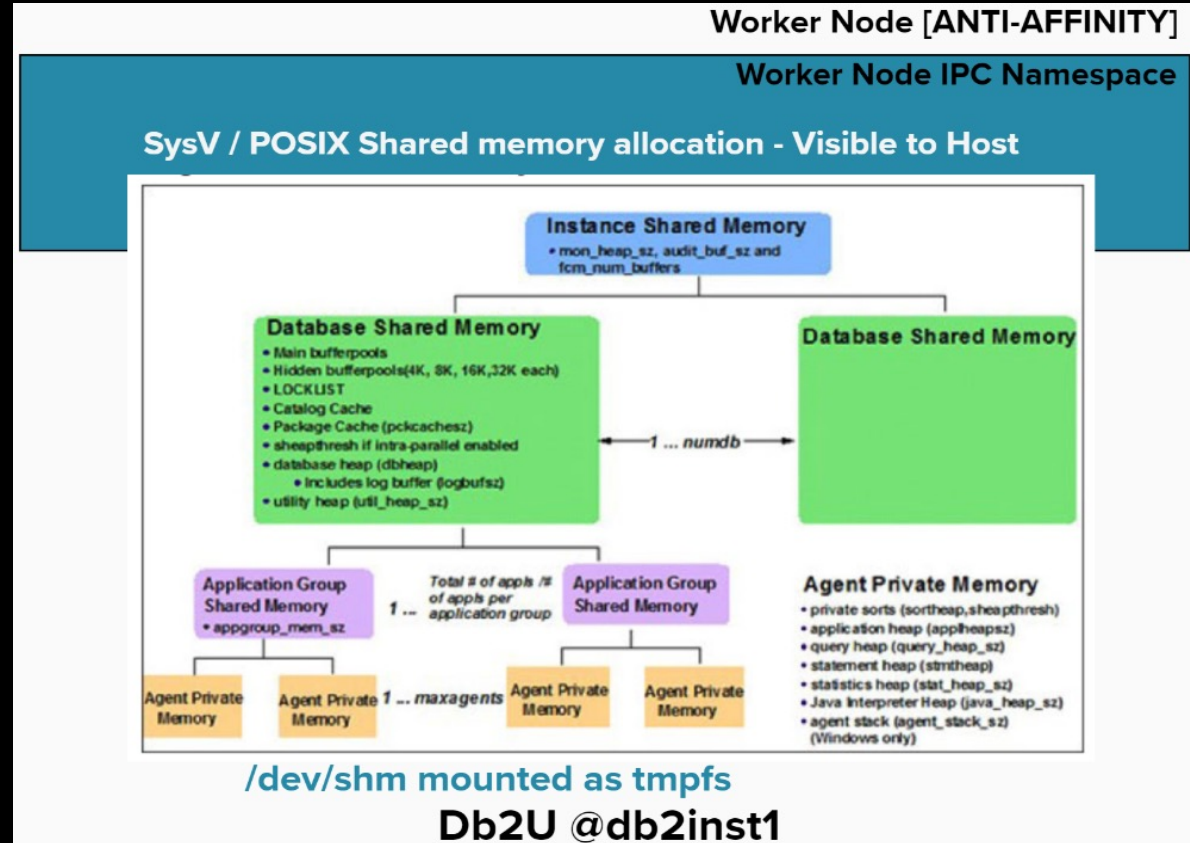 Worker Node [ANTI-AFFINITY]
Worker Node IPC Namespace
SysV / POSIX Shared memory allocation - Visible to Host
Instance Shared Memory
• mon_heap_sz, audit_buf_sz and
fcm_num_buffers
Database Shared Memory
• Main bufferpools
• Hidden bufferpools(4K, 8K, 16K,32K each)
• LOCKLIST
• Catalog Cache
• Package Cache (pckcachesz)
• sheapthresh if intra-parallel enabled
• database heap (dbheap)
• Includes log buffer (logbufsz)
• utility heap (util_heap_sz)
1 ... numdb
Database Shared Memory
Application Group
Shared Memory
• appgroup_mem_sz
1 ...
Total # of appls /#
of appls per
application group
Application Group
Shared Memory
Agent Private
Memory
Agent Private
Memory
1 ... maxagents
Agent Private
Memory
Agent Private
Memory
Agent Private Memory
• private sorts (sortheap,sheapthresh)
• application heap (applheapsz)
• query heap (query_heap_sz)
• statement heap (stmtheap)
• statistics heap (stat_heap_sz)
• Java Interpreter Heap (java_heap_sz)
• agent stack (agent_stack_sz)
(Windows only)
/dev/shm mounted as tmpfs
Db2U @db2inst1